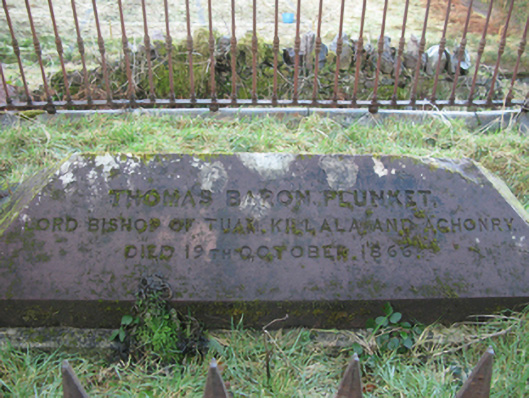 THOMAS BARON PLUNKET,
LORD BISHOP OF TUAM, KILLALA, AND ACHONRY.
DIED 19TH OCTOBER, 1866.